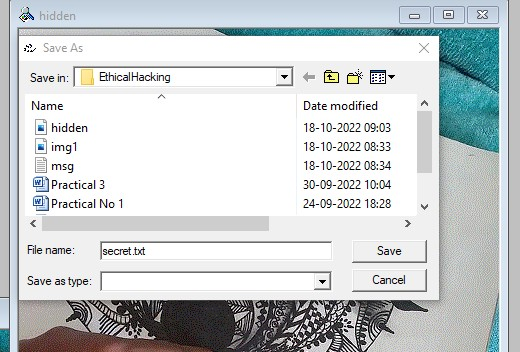 hidden
Save As
Save in: EthicalHacking
Name Date modified
hidden 18-10-2022 09:03
img1 18-10-2022 08:33
msg 18-10-2022 08:34
Practical 3 30-09-2022 10:04
Practical No 1 24-09-2022 18:28
File name: secret.txt Save
Save as type: Cancel